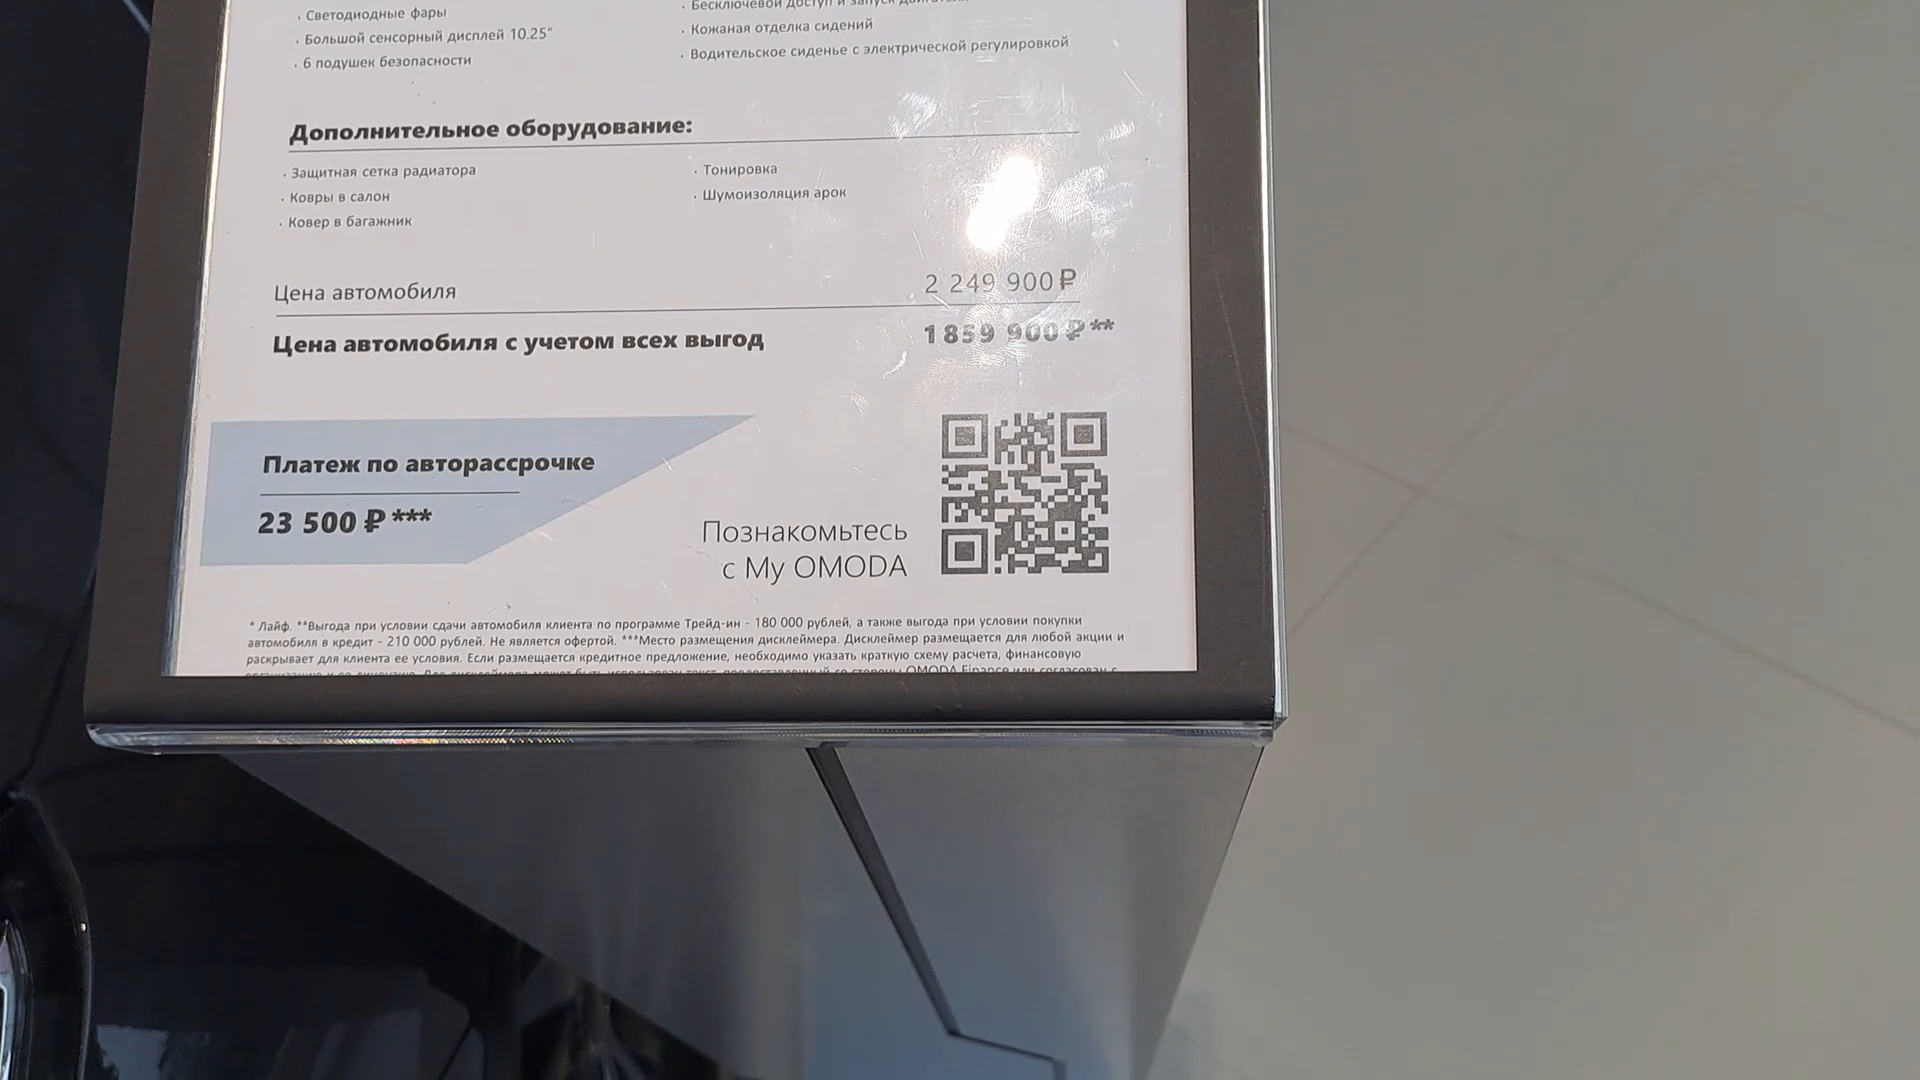 · Светодиодные фары
· Большой сенсорный дисплей 10.25"
· 6 подушек безопасности
· Бесключевой доступ и запуск двигателя
· Кожаная отделка сидений
· Водительское сиденье с электрической регулировкой
Дополнительное оборудование:
· Защитная сетка радиатора
· Ковры в салон
· Ковер в багажник
· Тонировка
· Шумоизоляция арок
Цена автомобиля 2 249 900 ₽
Цена автомобиля с учетом всех выгод 1 859 900 ₽**
Платеж по авторассрочке
23 500 ₽***
Познакомьтесь
с My OMODA
* Лайф. **Выгода при условии сдачи автомобиля клиента по программе Трейд-ин - 180 000 рублей, а также выгода при условии покупки
автомобиля в кредит - 210 000 рублей. Не является офертой. ***Место размещения дисклеймера. Дисклеймер размещается для любой акции и
раскрывает для клиента ее условия. Если размещается кредитное предложение, необходимо указать краткую схему расчета, финансовую